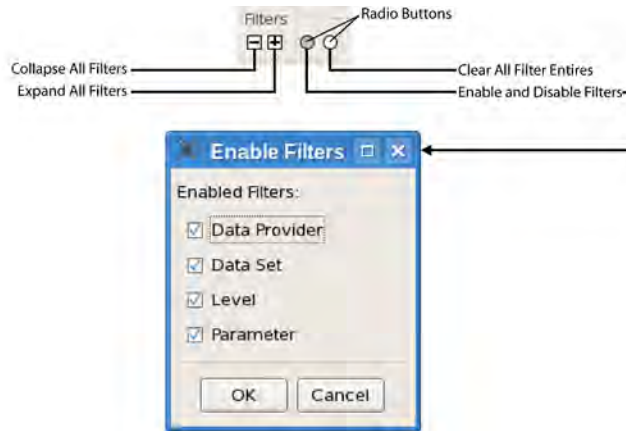 Filters
Radio Buttons
Collapse All Filters
Clear All Filter Entires
Expand All Filters
Enable and Disable Filters
Enable Filters
Enabled Filters:
Data Provider
Data Set
Level
Parameter
OK
Cancel